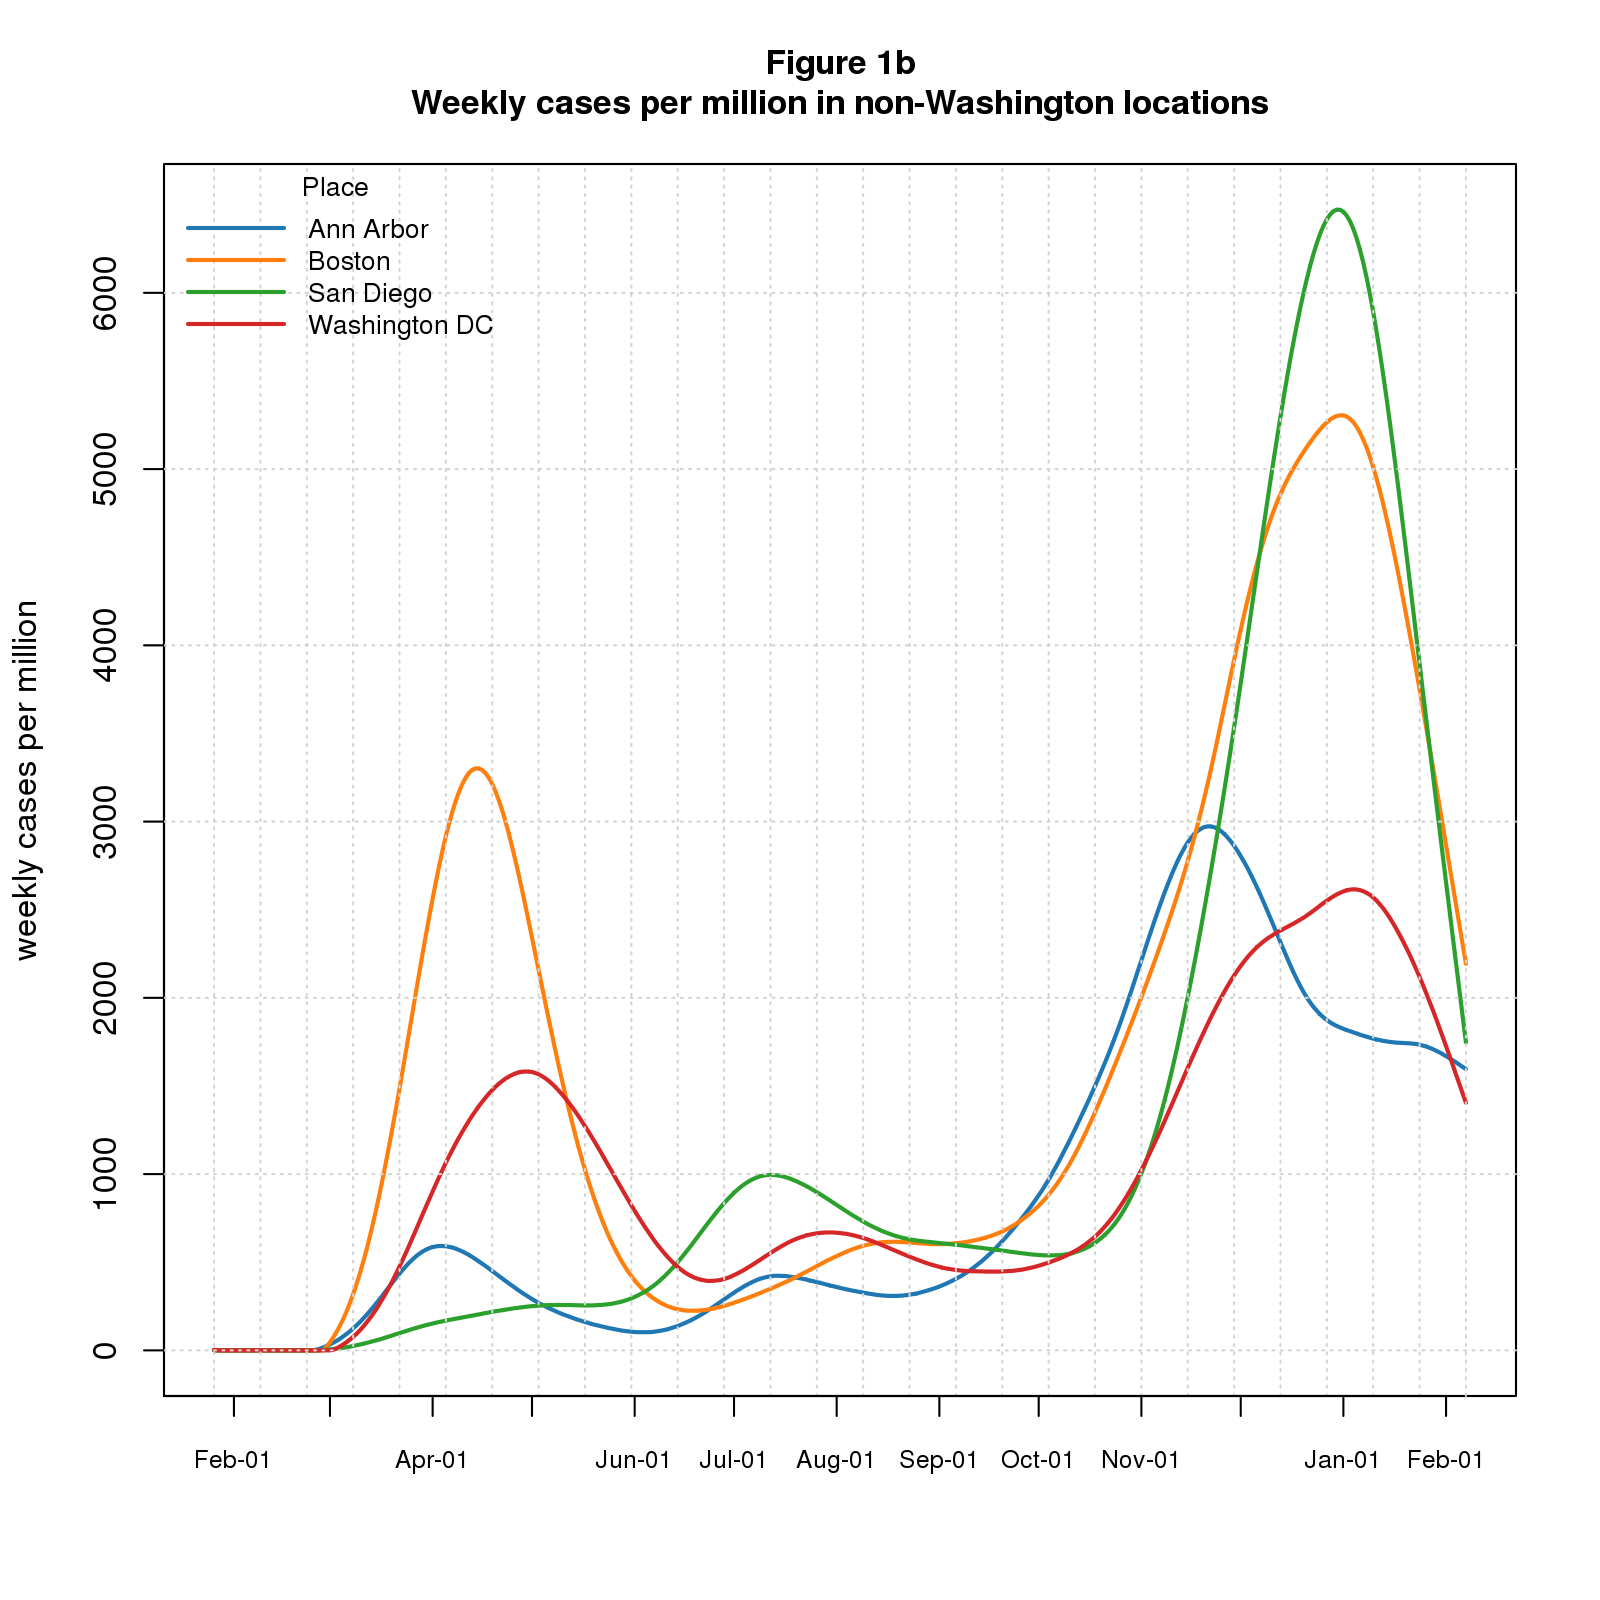 Figure 1b
Weekly cases per million in non-Washington locations
Place
Ann Arbor
Boston
San Diego
Washington DC
weekly cases per million
6000
5000
4000
3000
2000
1000
0
Feb-01 Apr-01 Jun-01 Jul-01 Aug-01 Sep-01 Oct-01 Nov-01 Jan-01 Feb-01